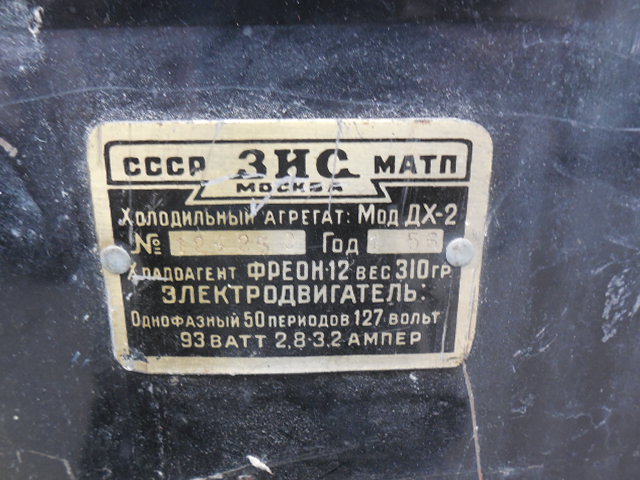 СССР ЗИС МАТП
МОСКВА
ХОЛОДИЛЬНЫЙ АГРЕГАТ: МОД ДХ-2
№ ГОД 56
ХЛАДОАГЕНТ ФРЕОН-12 ВЕС 310 ГР
ЭЛЕКТРОДВИГАТЕЛЬ:
ОДНОФАЗНЫЙ 50 ПЕРИОДОВ 127 ВОЛЬТ
93 ВАТТ 2,8-3,2 АМПЕР